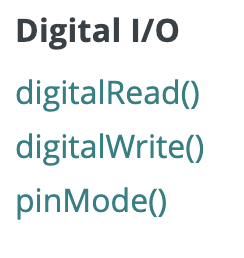 Digital I/O
digitalRead()
digitalWrite()
pinMode()